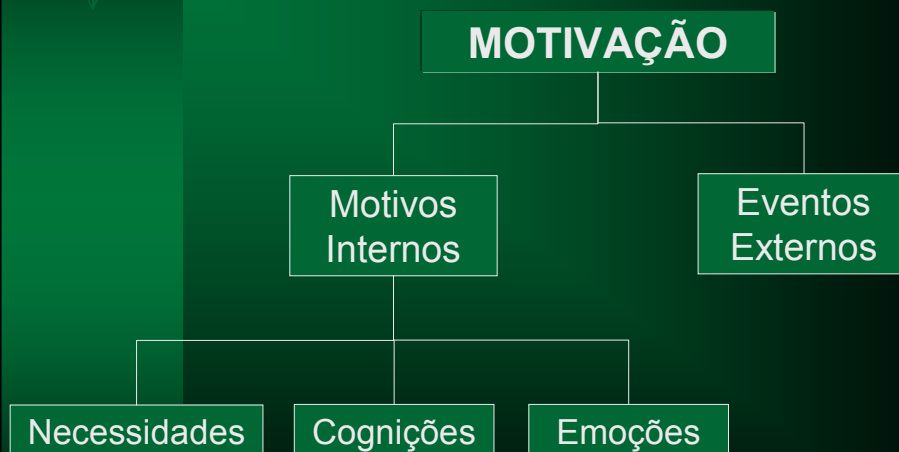 MOTIVAÇÃO
Motivos
Internos
Eventos
Externos
Necessidades
Cognições
Emoções